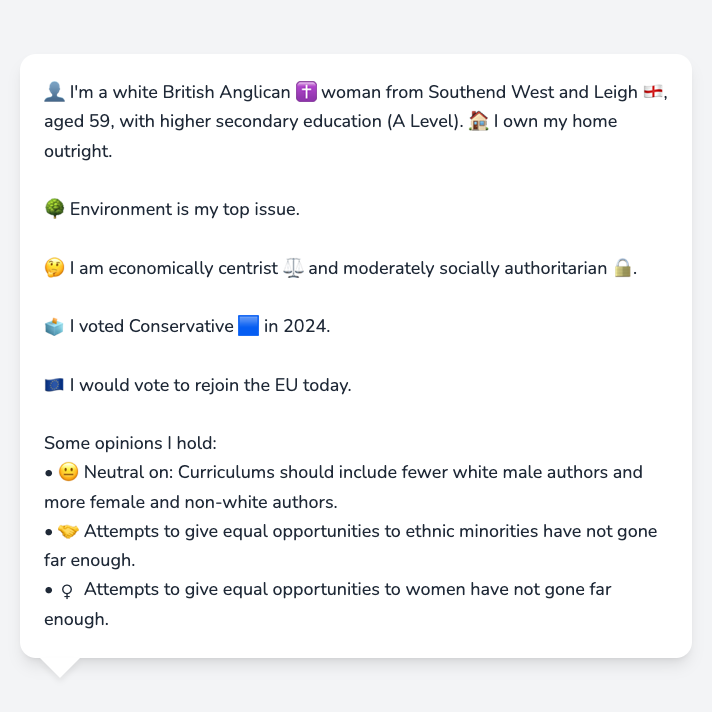 👤 I'm a white British Anglican ✝️ woman from Southend West and Leigh 🏴󠁧󠁢󠁥󠁮󠁧󠁿,
aged 59, with higher secondary education (A Level). 🏠 I own my home
outright.
🌳 Environment is my top issue.
🤔 I am economically centrist ⚖️ and moderately socially authoritarian 🔒.
🗳️ I voted Conservative 🟦 in 2024.
🇪🇺 I would vote to rejoin the EU today.
Some opinions I hold:
• 😐 Neutral on: Curriculums should include fewer white male authors and
more female and non-white authors.
• 🤝 Attempts to give equal opportunities to ethnic minorities have not gone
far enough.
• ♀ Attempts to give equal opportunities to women have not gone far
enough.